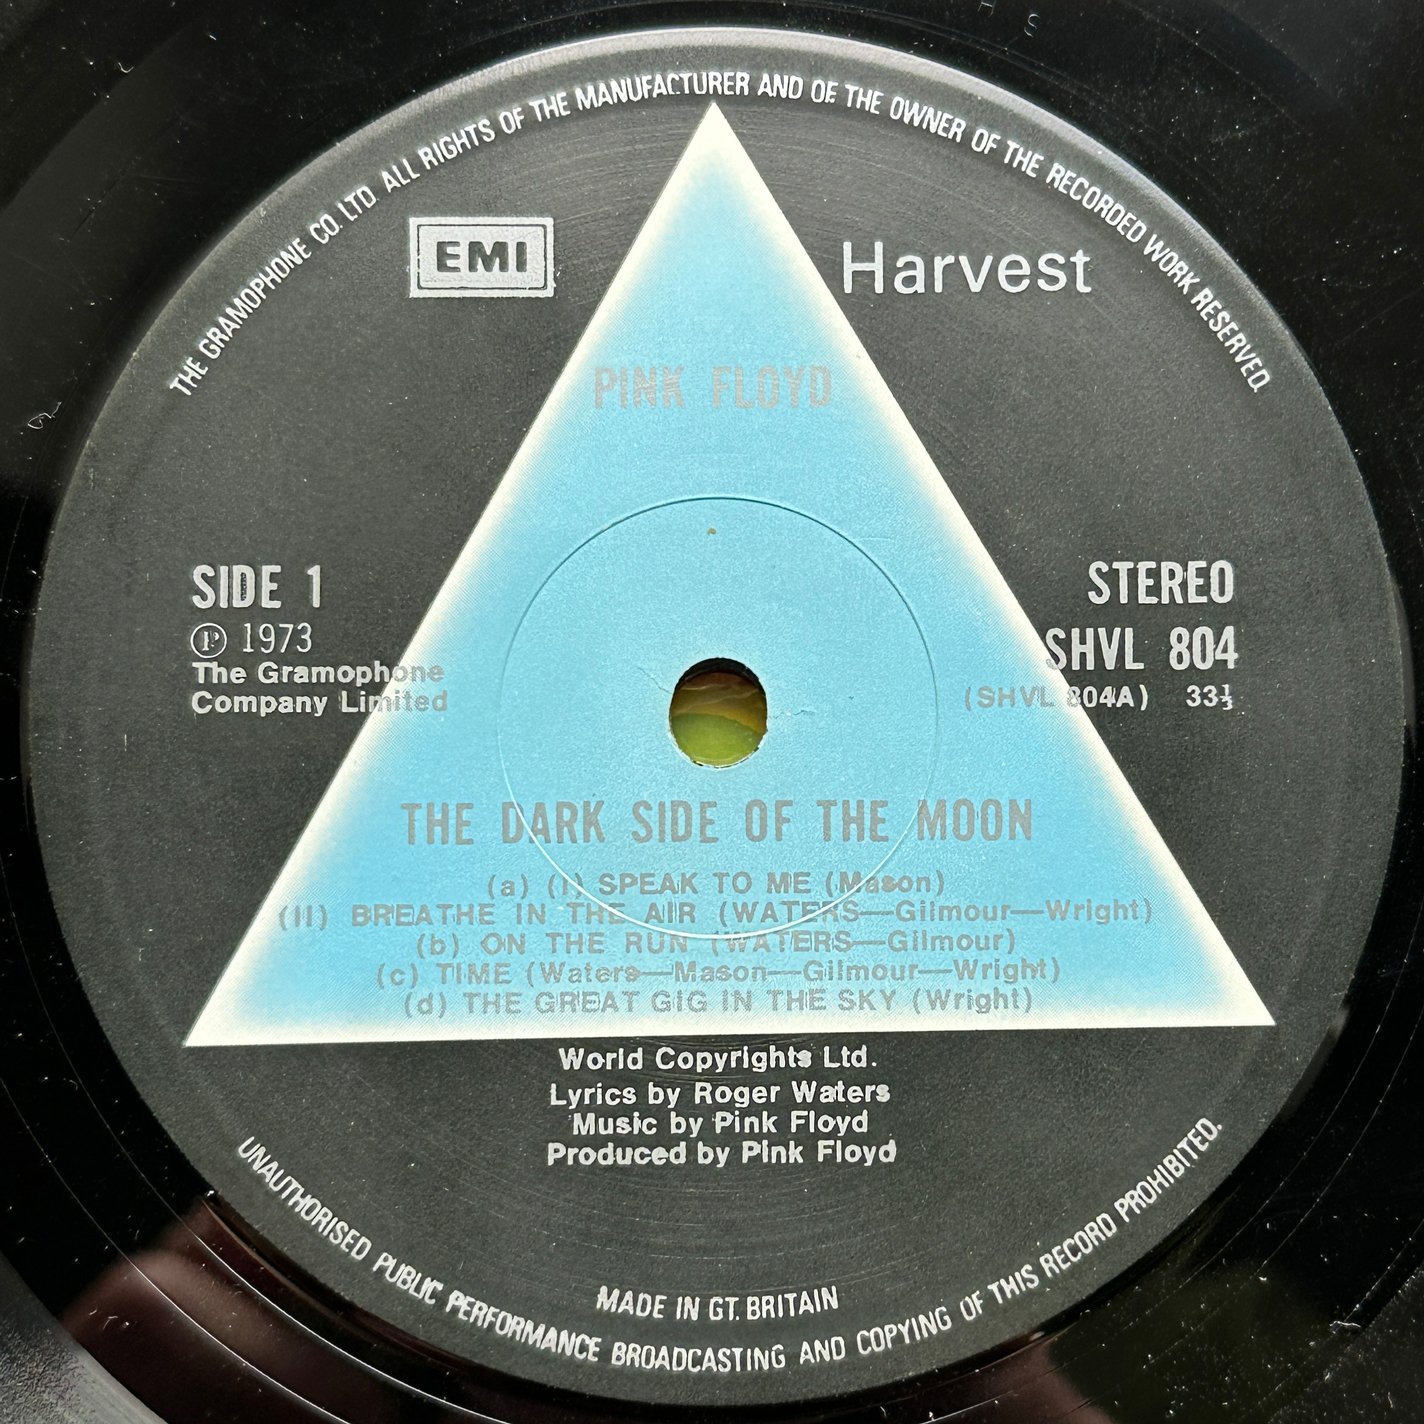 THE GRAMOPHONE CO. LTD. ALL RIGHTS OF THE MANUFACTURER AND OF THE OWNER OF THE RECORDED WORK RESERVED.
EMI
Harvest
PINK FLOYD
SIDE 1
℗ 1973
The Gramophone
Company Limited
STEREO
SHVL 804
(SHVL 804A) 33⅓
THE DARK SIDE OF THE MOON
(a) (I) SPEAK TO ME (Mason)
(II) BREATHE IN THE AIR (WATERS—Gilmour—Wright)
(b) ON THE RUN (WATERS—Gilmour)
(c) TIME (Waters—Mason—Gilmour—Wright)
(d) THE GREAT GIG IN THE SKY (Wright)
World Copyrights Ltd.
Lyrics by Roger Waters
Music by Pink Floyd
Produced by Pink Floyd
MADE IN GT. BRITAIN
UNAUTHORISED PUBLIC PERFORMANCE BROADCASTING AND COPYING OF THIS RECORD PROHIBITED.